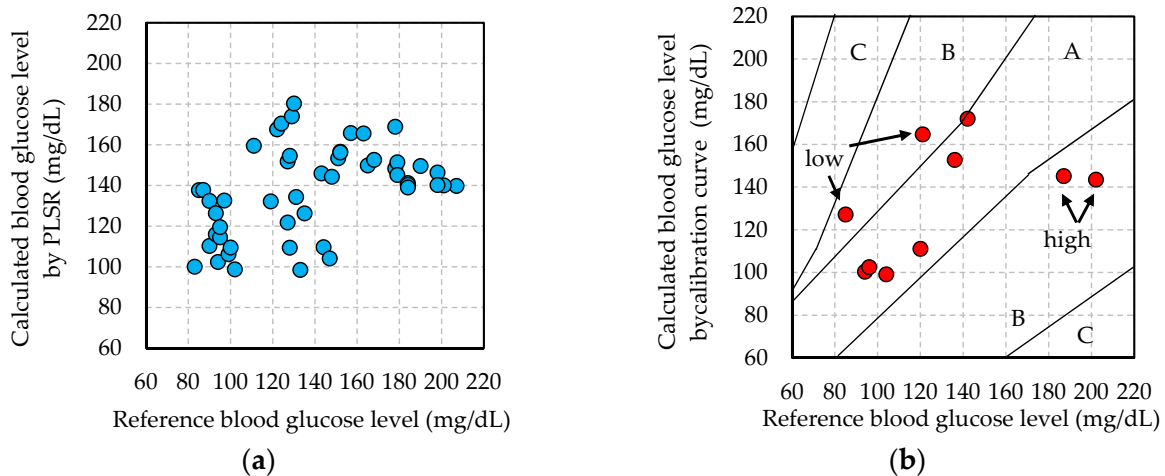 Calculated blood glucose level
by PLSR (mg/dL)
220
200
180
160
140
120
100
80
60
60 80 100 120 140 160 180 200 220
Reference blood glucose level (mg/dL)
(a)
Calculated blood glucose level
bycalibration curve (mg/dL)
220
200
180
160
140
120
100
80
60
C
B
A
low
high
B
C
60 80 100 120 140 160 180 200 220
Reference blood glucose level (mg/dL)
(b)